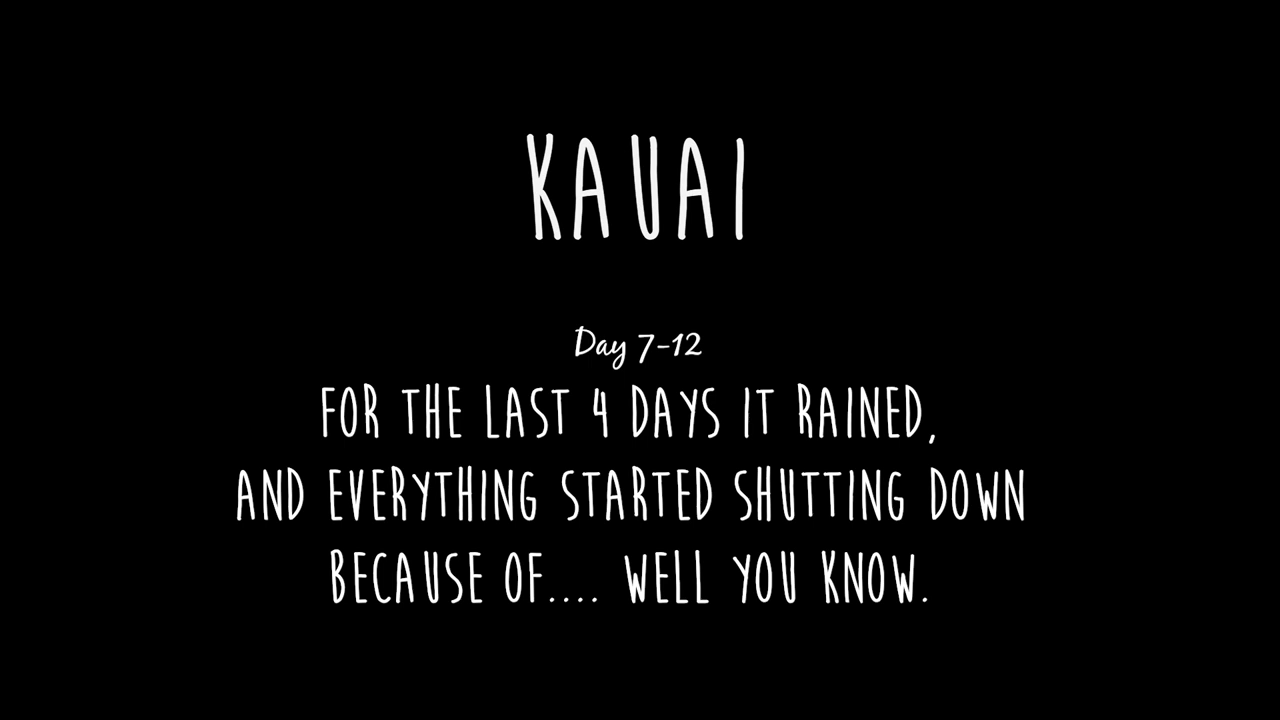 KAUAI
Day 7-12
FOR THE LAST 4 DAYS IT RAINED,
AND EVERYTHING STARTED SHUTTING DOWN
BECAUSE OF.... WELL YOU KNOW.